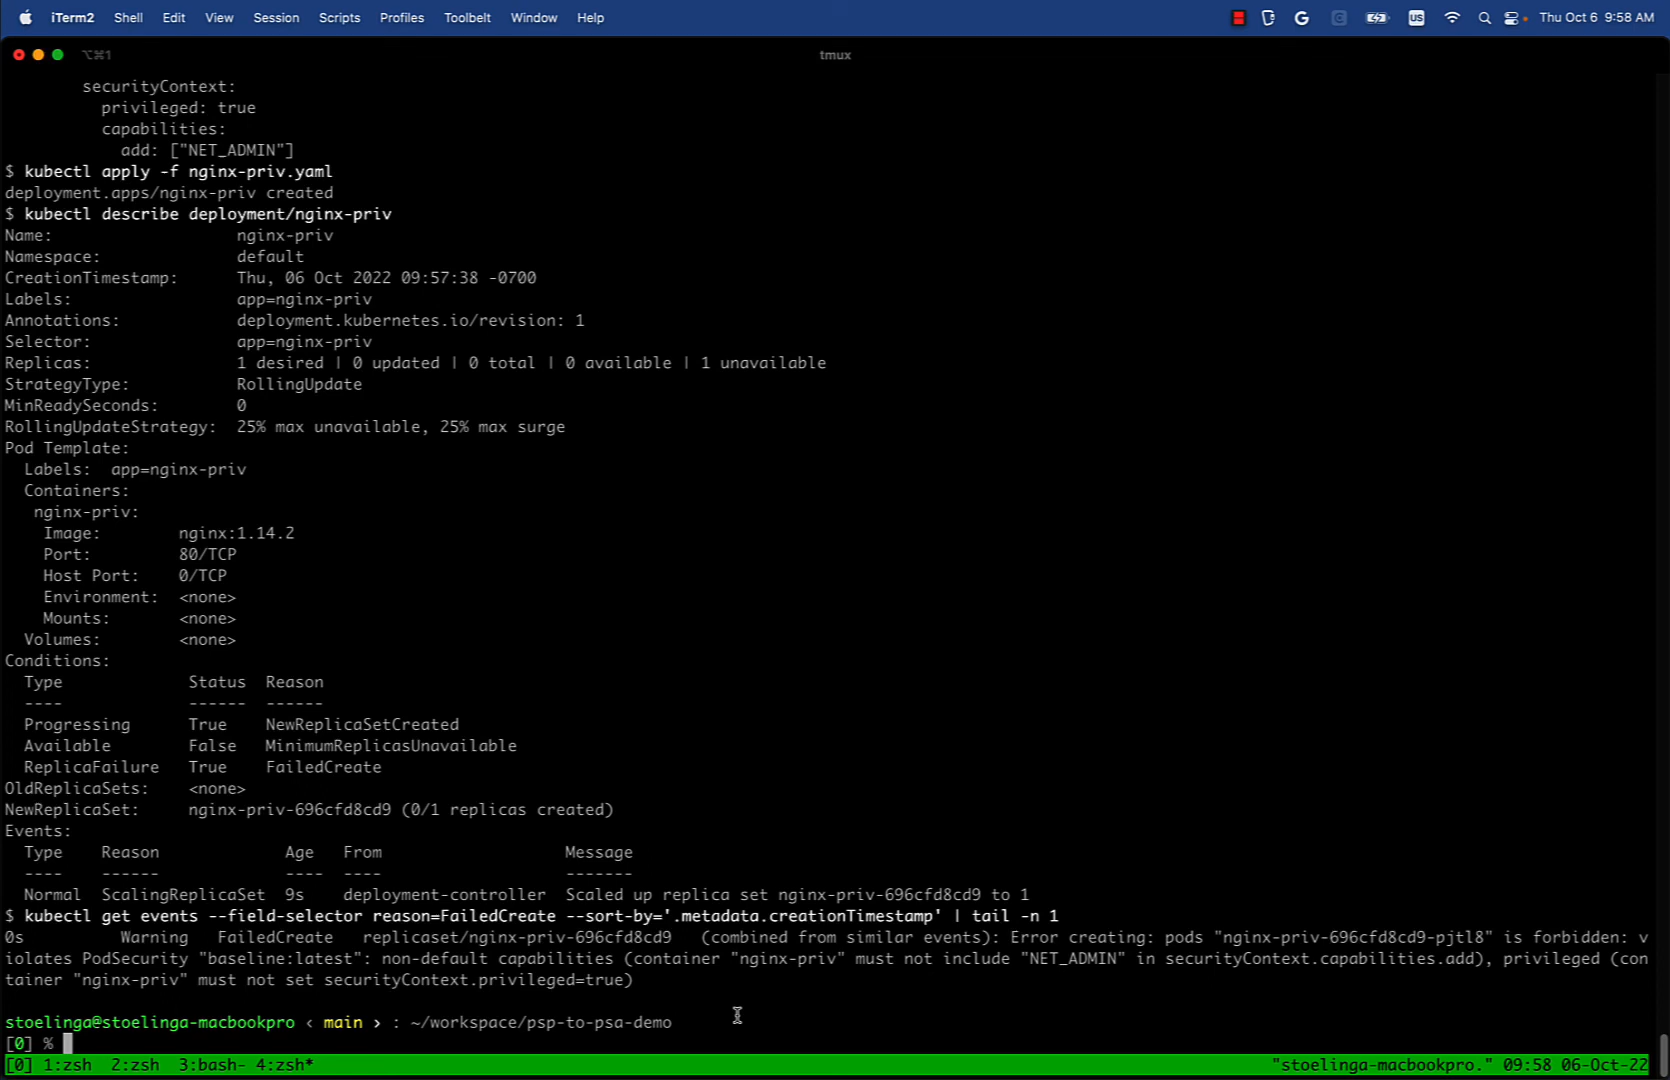 iTerm2 Shell Edit View Session Scripts Profiles Toolbelt Window Help G C US Thu Oct 6 9:58 AM
⌥⌘1 tmux
securityContext:
privileged: true
capabilities:
add: ["NET_ADMIN"]
$ kubectl apply -f nginx-priv.yaml
deployment.apps/nginx-priv created
$ kubectl describe deployment/nginx-priv
Name: nginx-priv
Namespace: default
CreationTimestamp: Thu, 06 Oct 2022 09:57:38 -0700
Labels: app=nginx-priv
Annotations: deployment.kubernetes.io/revision: 1
Selector: app=nginx-priv
Replicas: 1 desired | 0 updated | 0 total | 0 available | 1 unavailable
StrategyType: RollingUpdate
MinReadySeconds: 0
RollingUpdateStrategy: 25% max unavailable, 25% max surge
Pod Template:
Labels: app=nginx-priv
Containers:
nginx-priv:
Image: nginx:1.14.2
Port: 80/TCP
Host Port: 0/TCP
Environment: <none>
Mounts: <none>
Volumes: <none>
Conditions:
Type Status Reason
---- ------ ------
Progressing True NewReplicaSetCreated
Available False MinimumReplicasUnavailable
ReplicaFailure True FailedCreate
OldReplicaSets: <none>
NewReplicaSet: nginx-priv-696cfd8cd9 (0/1 replicas created)
Events:
Type Reason Age From Message
---- ------ ---- ---- -------
Normal ScalingReplicaSet 9s deployment-controller Scaled up replica set nginx-priv-696cfd8cd9 to 1
$ kubectl get events --field-selector reason=FailedCreate --sort-by='.metadata.creationTimestamp' | tail -n 1
0s Warning FailedCreate replicaset/nginx-priv-696cfd8cd9 (combined from similar events): Error creating: pods "nginx-priv-696cfd8cd9-pjtl8" is forbidden: v
iolates PodSecurity "baseline:latest": non-default capabilities (container "nginx-priv" must not include "NET_ADMIN" in securityContext.capabilities.add), privileged (con
tainer "nginx-priv" must not set securityContext.privileged=true)
stoelinga@stoelinga-macbookpro ‹ main › : ~/workspace/psp-to-psa-demo
[0] %
[0] 1:zsh 2:zsh 3:bash- 4:zsh* "stoelinga-macbookpro." 09:58 06-Oct-22